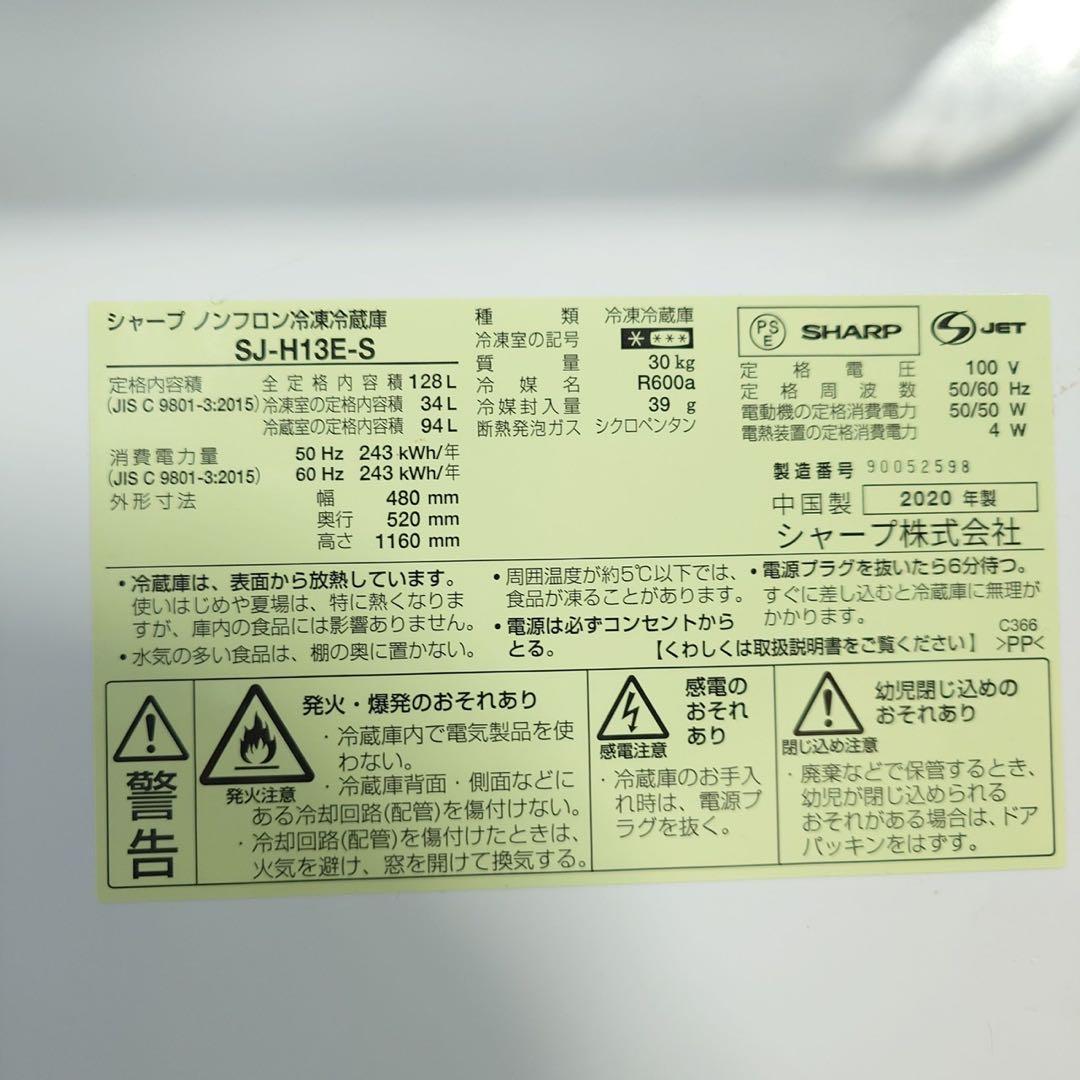 シャープ ノンフロン冷凍冷蔵庫
SJ-H13E-S
定格内容積 全定格内容積 128 L
(JIS C 9801-3:2015) 冷凍室の定格内容積 34 L
冷蔵室の定格内容積 94 L
消費電力量 50 Hz 243 kWh/年
(JIS C 9801-3:2015) 60 Hz 243 kWh/年
外形寸法 幅 480 mm
奥行 520 mm
高さ 1160 mm
種類 冷凍冷蔵庫
冷凍室の記号 * ***
質量 30 kg
冷媒名 R600a
冷媒封入量 39 g
断熱発泡ガス シクロペンタン
PSE SHARP S JET
定格電圧 100 V
定格周波数 50/60 Hz
電動機の定格消費電力 50/50 W
電熱装置の定格消費電力 4 W
製造番号 90052598
中国製 2020 年製
シャープ株式会社
・冷蔵庫は、表面から放熱しています。
使いはじめや夏場は、特に熱くなりま
すが、庫内の食品には影響ありません。
・水気の多い食品は、棚の奥に置かない。
・周囲温度が約5℃以下では、
食品が凍ることがあります。
・電源は必ずコンセントから
とる。
・電源プラグを抜いたら6分待つ。
すぐに差し込むと冷蔵庫に無理が
かかります。
【くわしくは取扱説明書をご覧ください】
C366
>PP<
警告
発火注意
発火・爆発のおそれあり
・冷蔵庫内で電気製品を使
わない。
・冷蔵庫背面・側面などに
ある冷却回路(配管)を傷付けない。
・冷却回路(配管)を傷付けたときは、
火気を避け、窓を開けて換気する。
感電注意
感電の
おそれ
あり
・冷蔵庫のお手入
れ時は、電源プ
ラグを抜く。
閉じ込め注意
幼児閉じ込めの
おそれあり
・廃棄などで保管するとき、
幼児が閉じ込められる
おそれがある場合は、ドア
パッキンをはずす。